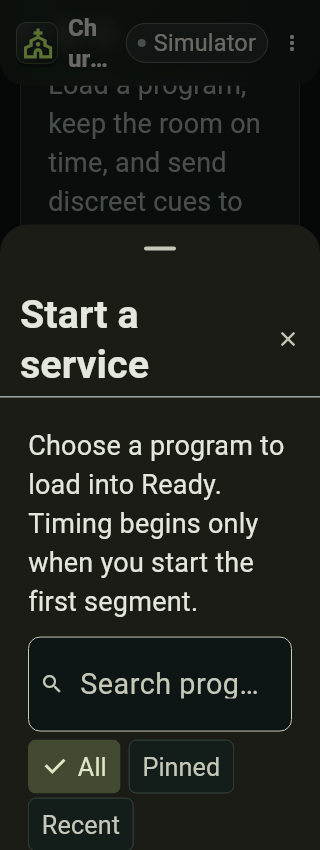 Ch
ur…
Simulator
Load a program,
keep the room on
time, and send
discreet cues to
Start a
service
Choose a program to
load into Ready.
Timing begins only
when you start the
first segment.
Search prog…
All
Pinned
Recent